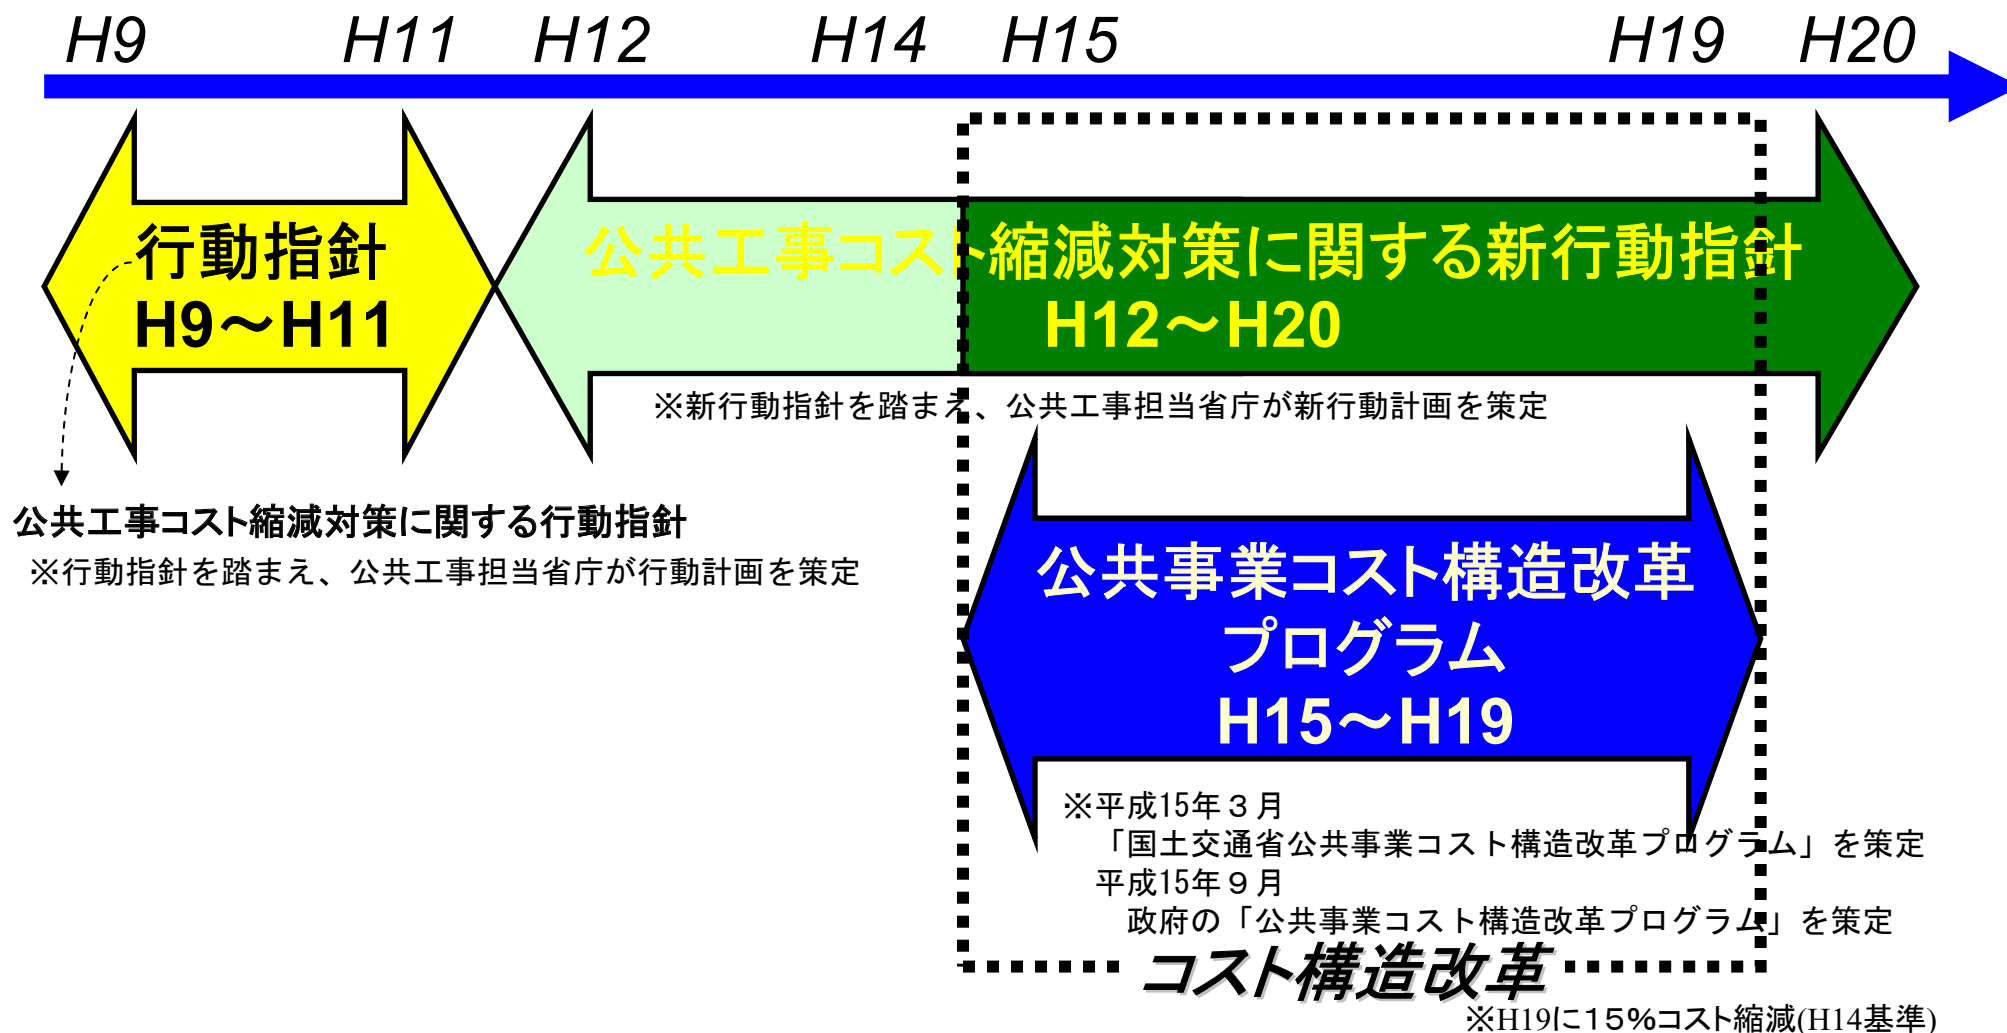 H9 H11 H12 H14 H15 H19 H20
行動指針
H9～H11
公共工事コスト縮減対策に関する新行動指針
H12～H20
※新行動指針を踏まえ、公共工事担当省庁が新行動計画を策定
公共工事コスト縮減対策に関する行動指針
※行動指針を踏まえ、公共工事担当省庁が行動計画を策定
公共事業コスト構造改革
プログラム
H15～H19
※平成15年３月
「国土交通省公共事業コスト構造改革プログラム」を策定
平成15年９月
政府の「公共事業コスト構造改革プログラム」を策定
コスト構造改革
※H19に15%コスト縮減(H14基準)